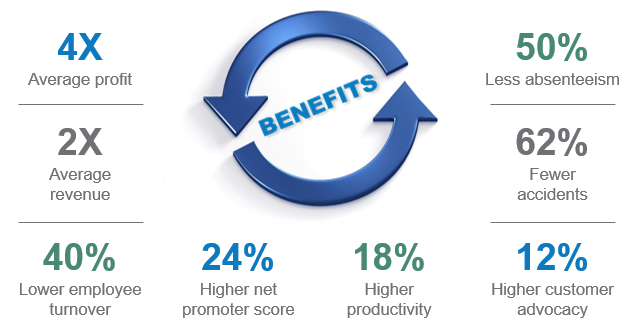 4X
Average profit
50%
Less absenteeism
BENEFITS
2X
Average
revenue
62%
Fewer
accidents
40%
Lower employee
turnover
24%
Higher net
promoter score
18%
Higher
productivity
12%
Higher customer
advocacy